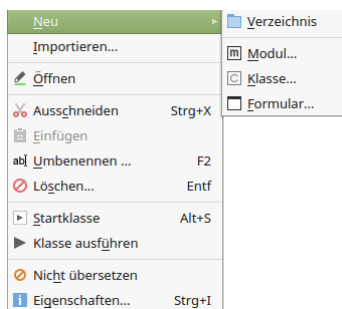 Neu
Importieren...
Öffnen
Ausschneiden Strg+X
Einfügen
ab Umbenennen ... F2
Löschen... Entf
Startklasse Alt+S
Klasse ausführen
Nicht übersetzen
i Eigenschaften... Strg+I
Verzeichnis
m Modul...
C Klasse...
Formular...